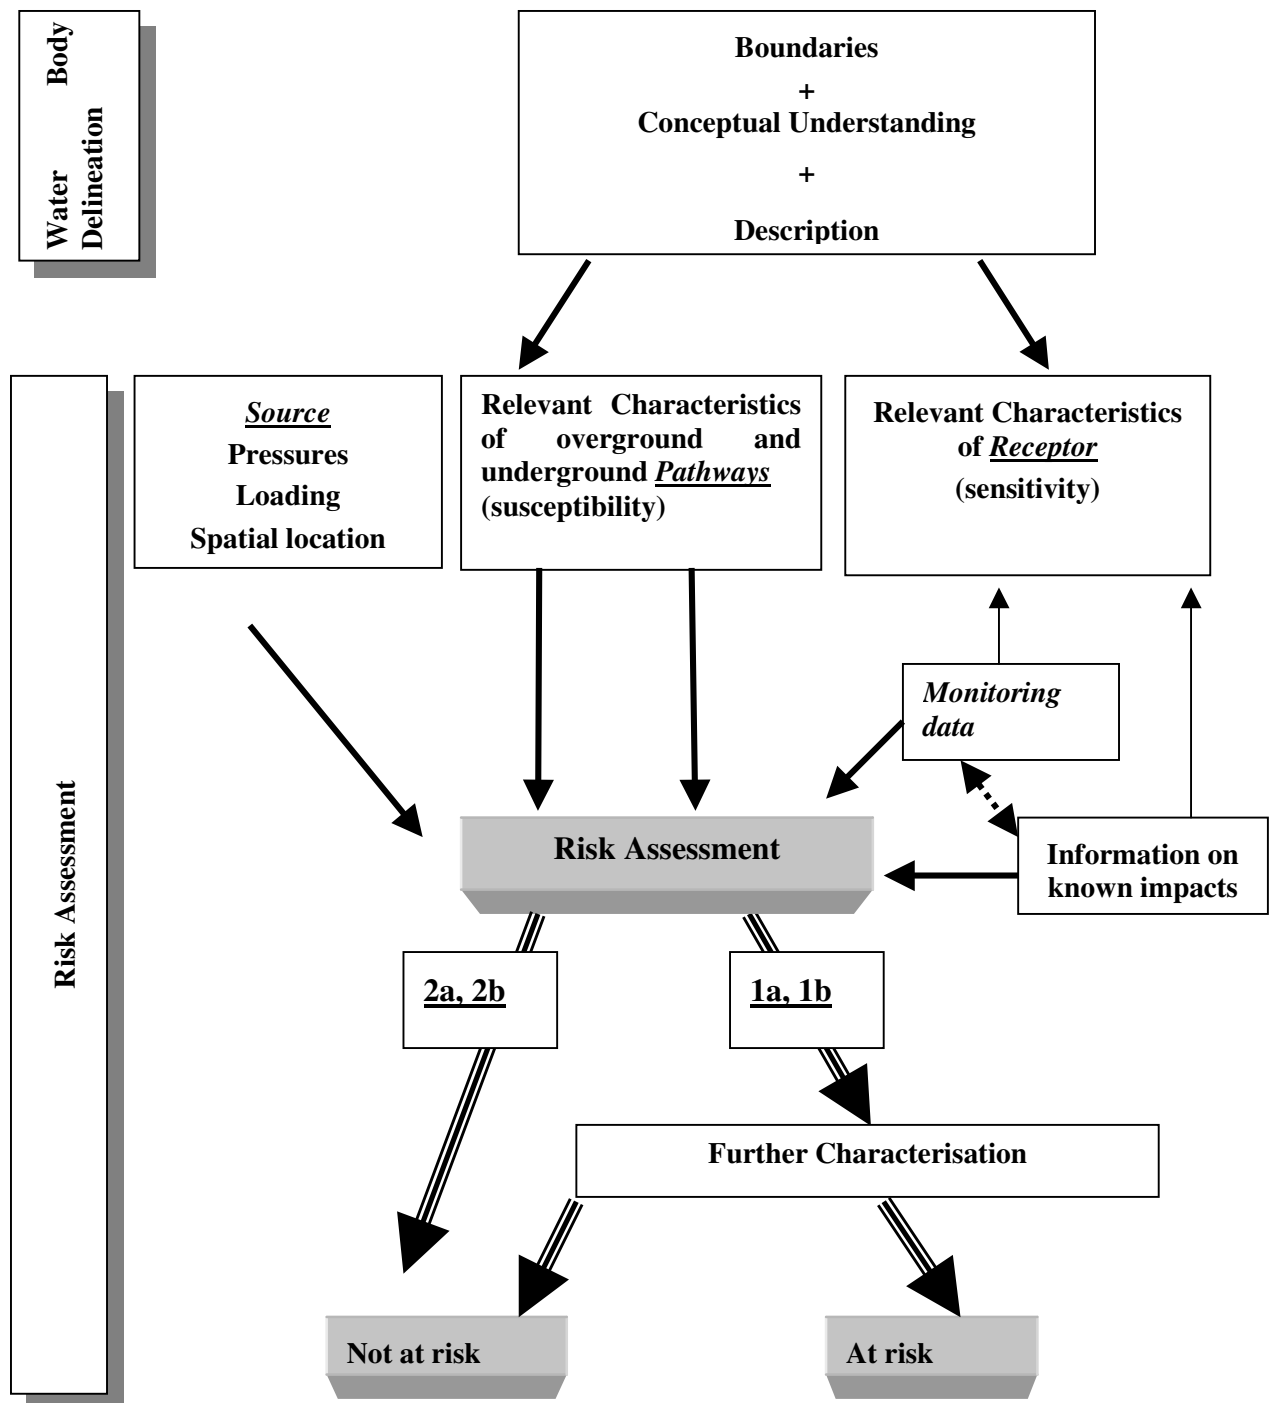 Water Body
Delineation
Boundaries
+
Conceptual Understanding
+
Description
Risk Assessment
Source
Pressures
Loading
Spatial location
Relevant Characteristics
of overground and
underground Pathways
(susceptibility)
Relevant Characteristics
of Receptor
(sensitivity)
Monitoring
data
Information on
known impacts
Risk Assessment
2a, 2b
1a, 1b
Further Characterisation
Not at risk
At risk